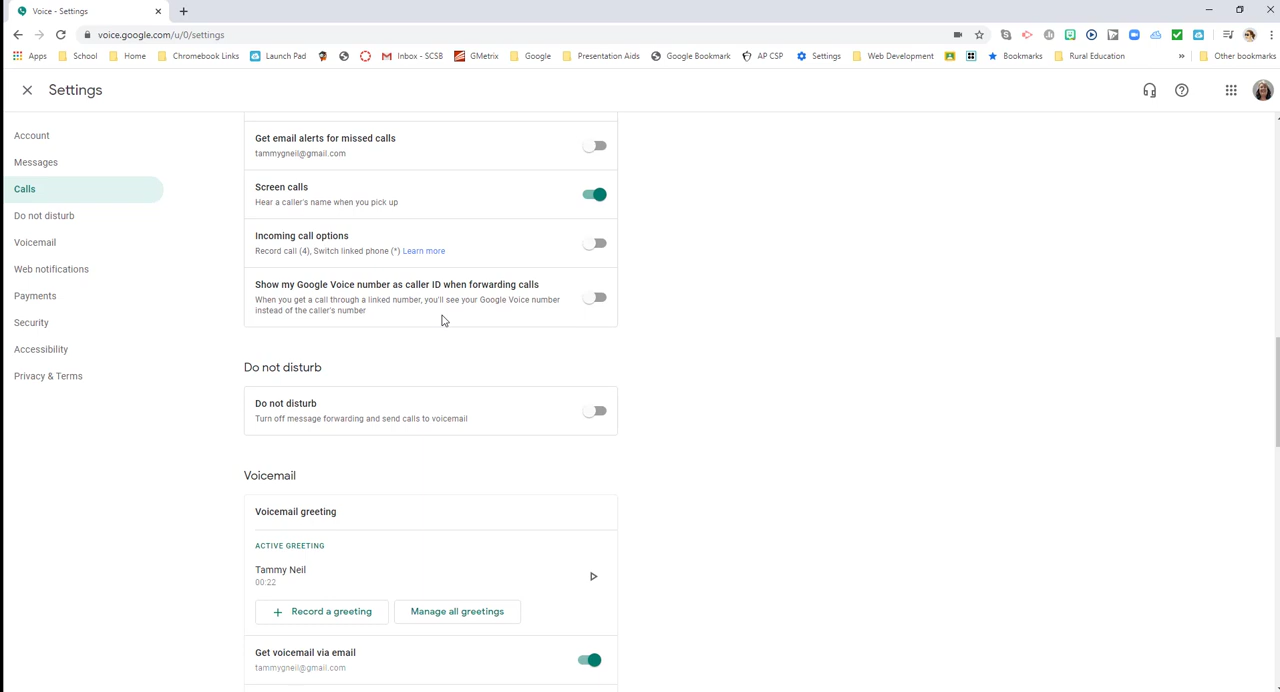 Voice - Settings
voice.google.com/u/0/settings
Apps School Home Chromebook Links Launch Pad Inbox - SCSB GMetrix Google Presentation Aids Google Bookmark AP CSP Settings Web Development Bookmarks Rural Education » Other bookmarks
Settings
Account
Messages
Calls
Do not disturb
Voicemail
Web notifications
Payments
Security
Accessibility
Privacy & Terms
Get email alerts for missed calls
tammygneil@gmail.com
Screen calls
Hear a caller's name when you pick up
Incoming call options
Record call (4), Switch linked phone (*) Learn more
Show my Google Voice number as caller ID when forwarding calls
When you get a call through a linked number, you'll see your Google Voice number
instead of the caller's number
Do not disturb
Do not disturb
Turn off message forwarding and send calls to voicemail
Voicemail
Voicemail greeting
ACTIVE GREETING
Tammy Neil
00:22
+ Record a greeting Manage all greetings
Get voicemail via email
tammygneil@gmail.com